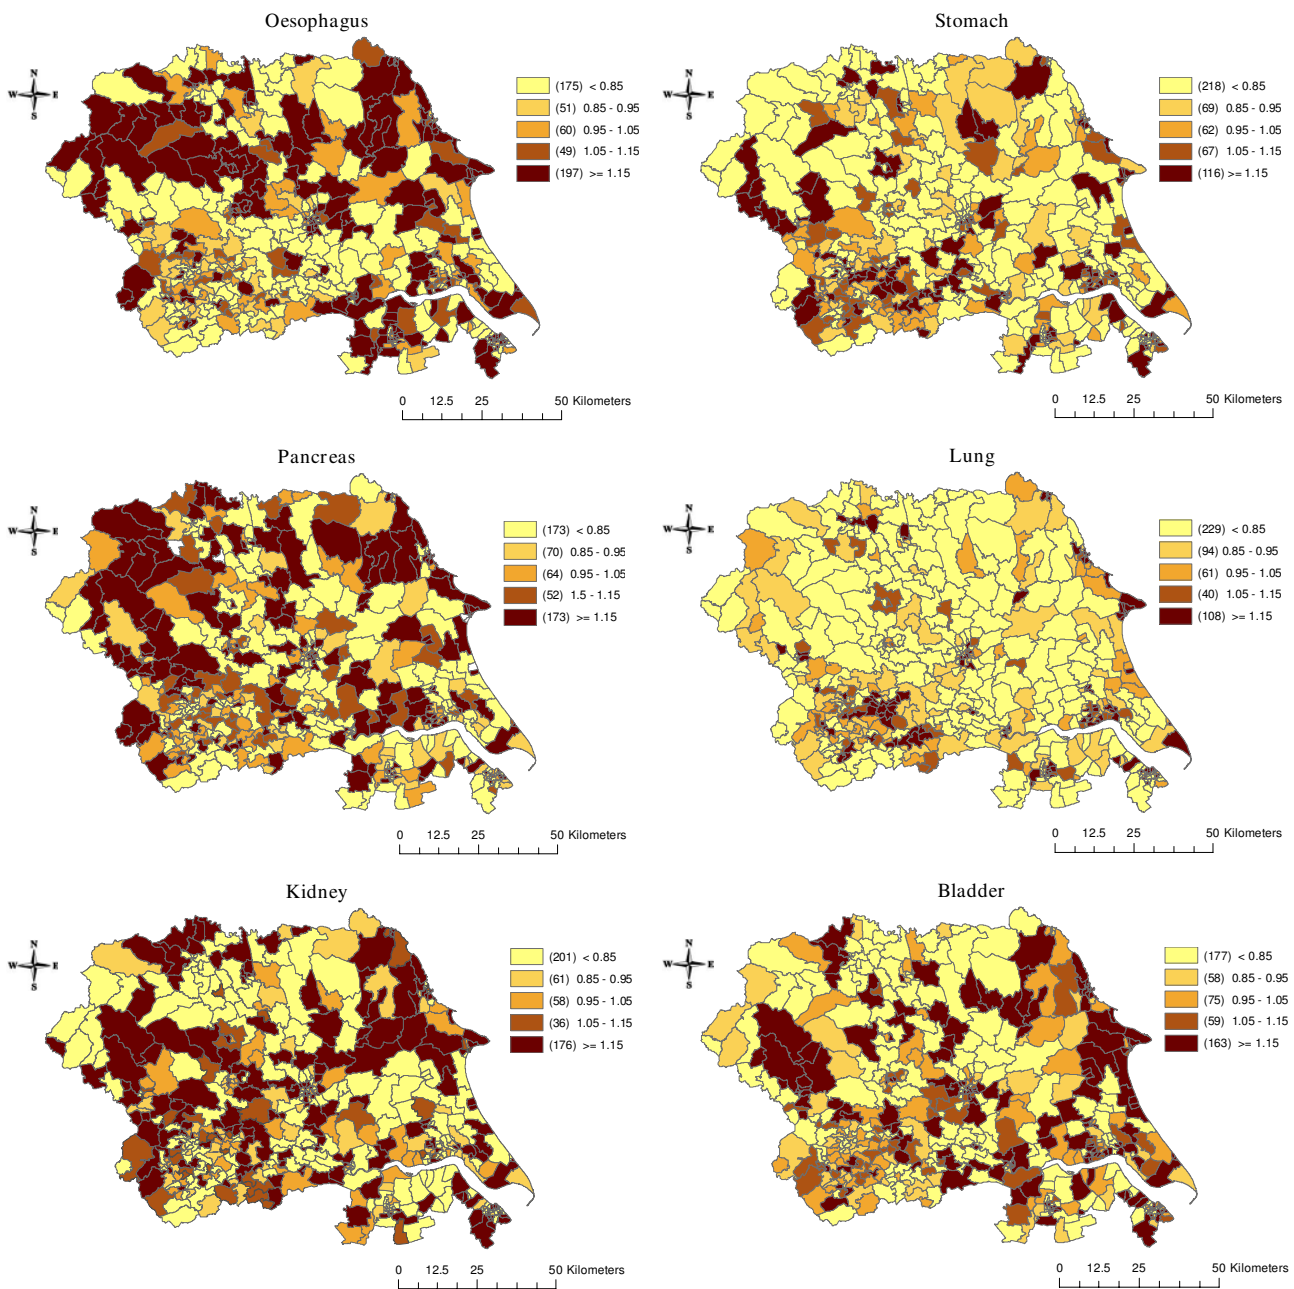 Oesophagus
N
W E
S
(175) < 0.85
(51) 0.85 - 0.95
(60) 0.95 - 1.05
(49) 1.05 - 1.15
(197) >= 1.15
0 12.5 25 50 Kilometers
Stomach
N
W E
S
(218) < 0.85
(69) 0.85 - 0.95
(62) 0.95 - 1.05
(67) 1.05 - 1.15
(116) >= 1.15
0 12.5 25 50 Kilometers
Pancreas
N
W E
S
(173) < 0.85
(70) 0.85 - 0.95
(64) 0.95 - 1.05
(52) 1.5 - 1.15
(173) >= 1.15
0 12.5 25 50 Kilometers
Lung
N
W E
S
(229) < 0.85
(94) 0.85 - 0.95
(61) 0.95 - 1.05
(40) 1.05 - 1.15
(108) >= 1.15
0 12.5 25 50 Kilometers
Kidney
N
W E
S
(201) < 0.85
(61) 0.85 - 0.95
(58) 0.95 - 1.05
(36) 1.05 - 1.15
(176) >= 1.15
0 12.5 25 50 Kilometers
Bladder
N
W E
S
(177) < 0.85
(58) 0.85 - 0.95
(75) 0.95 - 1.05
(59) 1.05 - 1.15
(163) >= 1.15
0 12.5 25 50 Kilometers